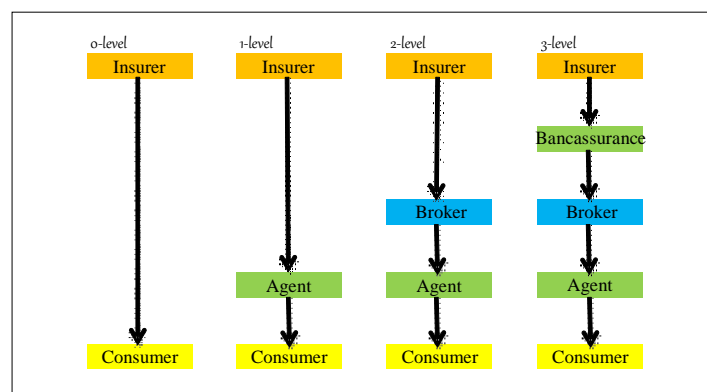 0-level 1-level 2-level 3-level
Insurer Insurer Insurer Insurer
Bancassurance
Broker Broker
Agent Agent Agent
Consumer Consumer Consumer Consumer